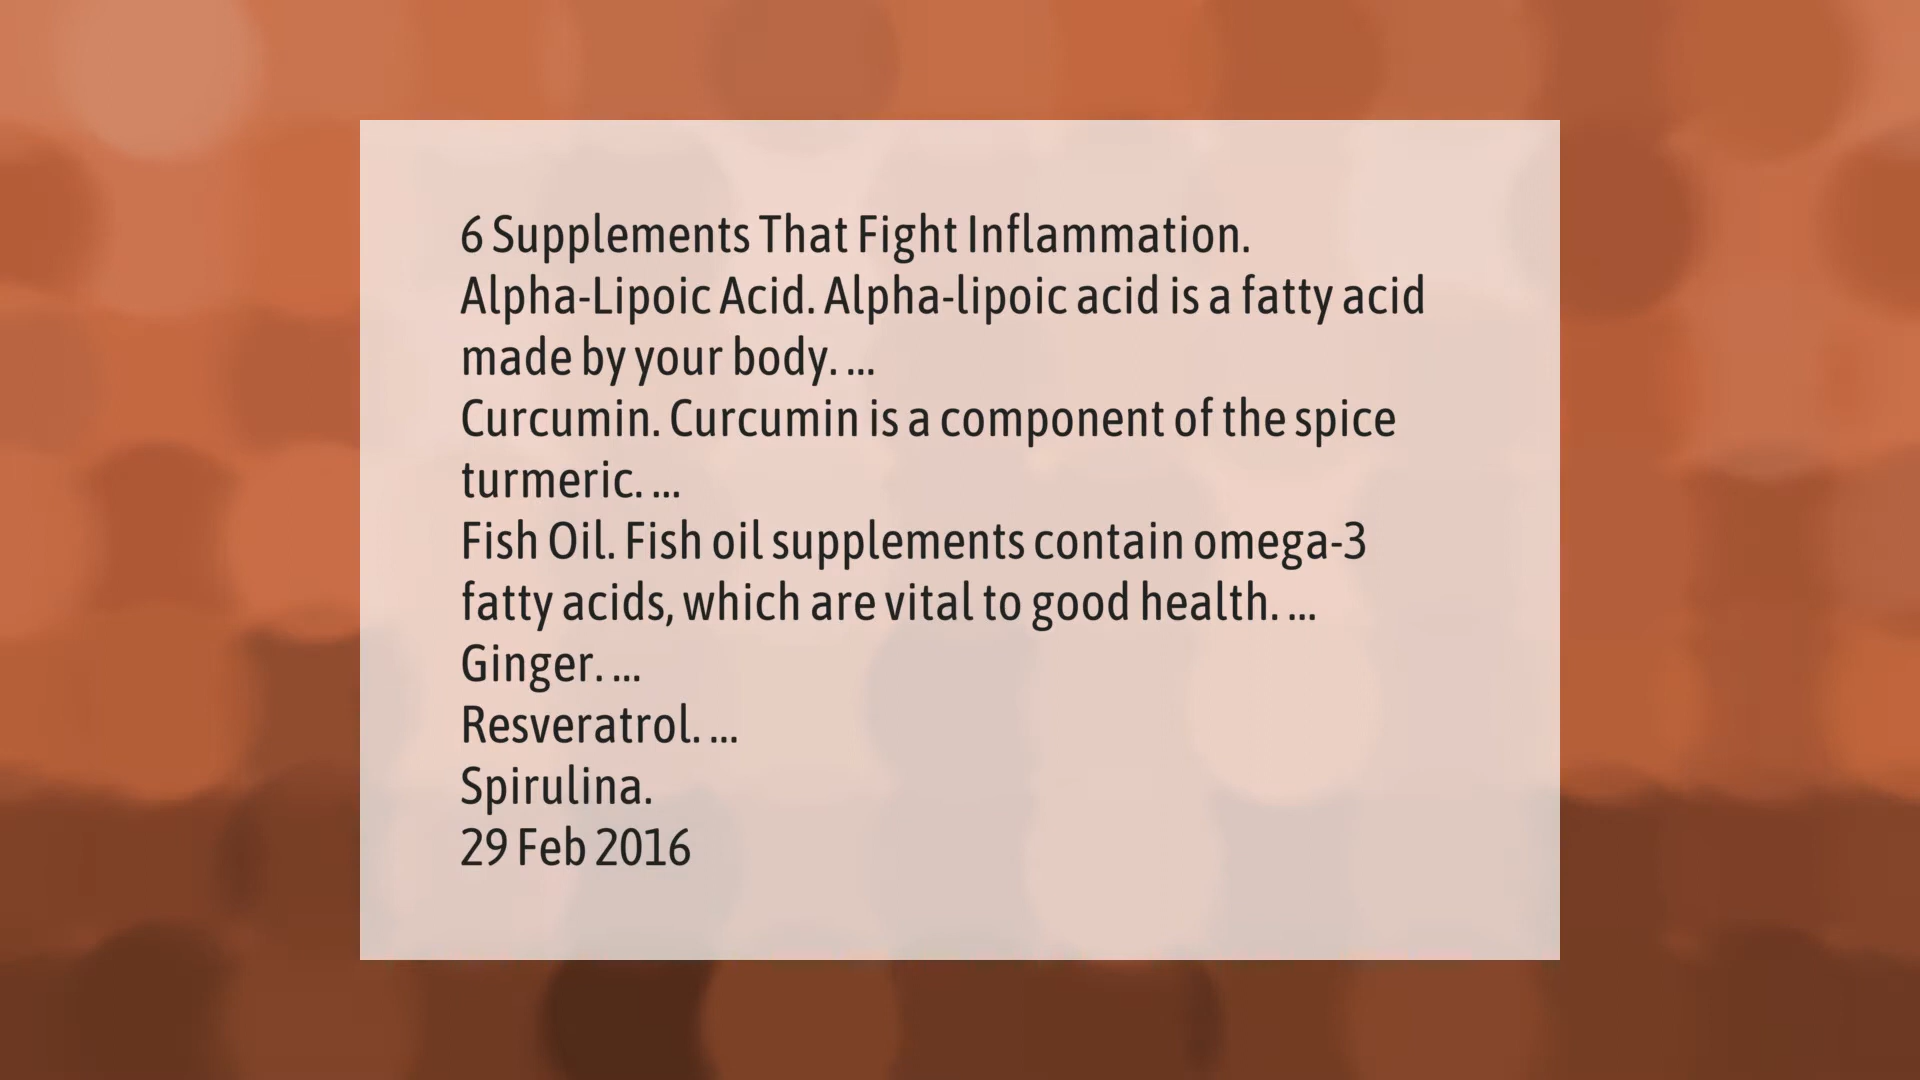 6 Supplements That Fight Inflammation.
Alpha-Lipoic Acid. Alpha-lipoic acid is a fatty acid
made by your body. ...
Curcumin. Curcumin is a component of the spice
turmeric. ...
Fish Oil. Fish oil supplements contain omega-3
fatty acids, which are vital to good health. ...
Ginger. ...
Resveratrol. ...
Spirulina.
29 Feb 2016